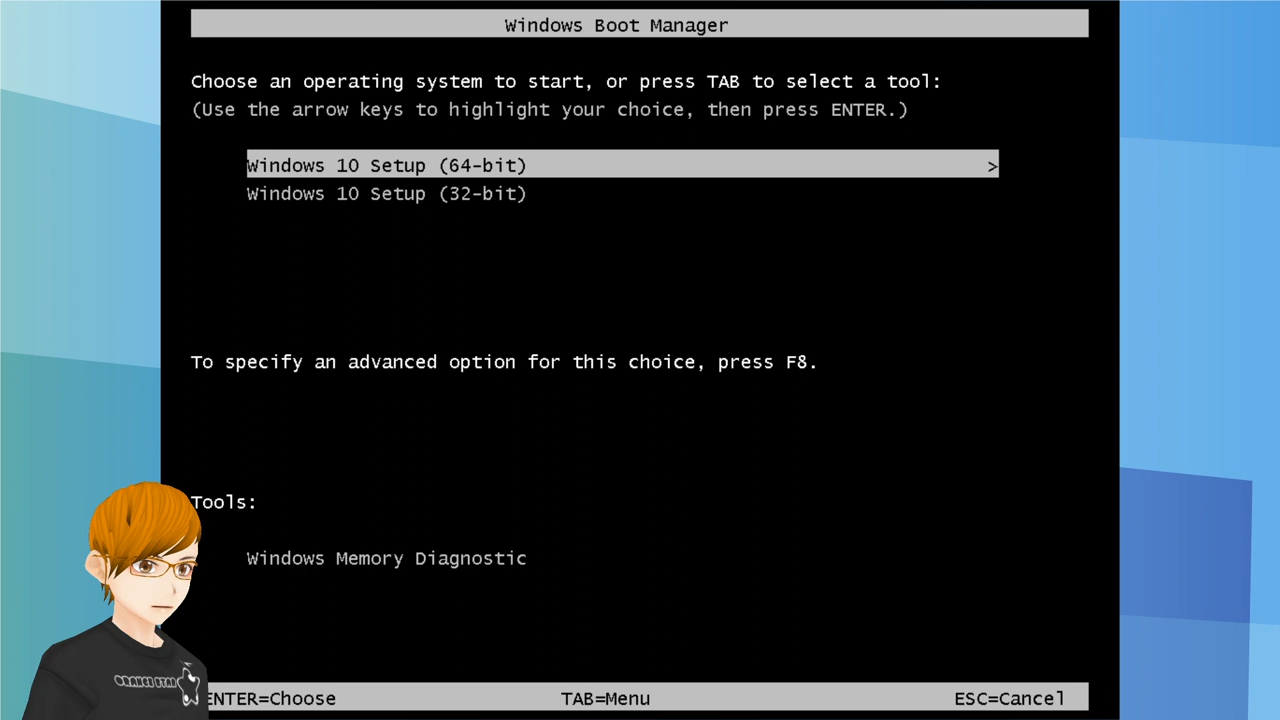 Windows Boot Manager
Choose an operating system to start, or press TAB to select a tool:
(Use the arrow keys to highlight your choice, then press ENTER.)
Windows 10 Setup (64-bit) >
Windows 10 Setup (32-bit)
To specify an advanced option for this choice, press F8.
Tools:
Windows Memory Diagnostic
ORANGE STAR
ENTER=Choose TAB=Menu ESC=Cancel